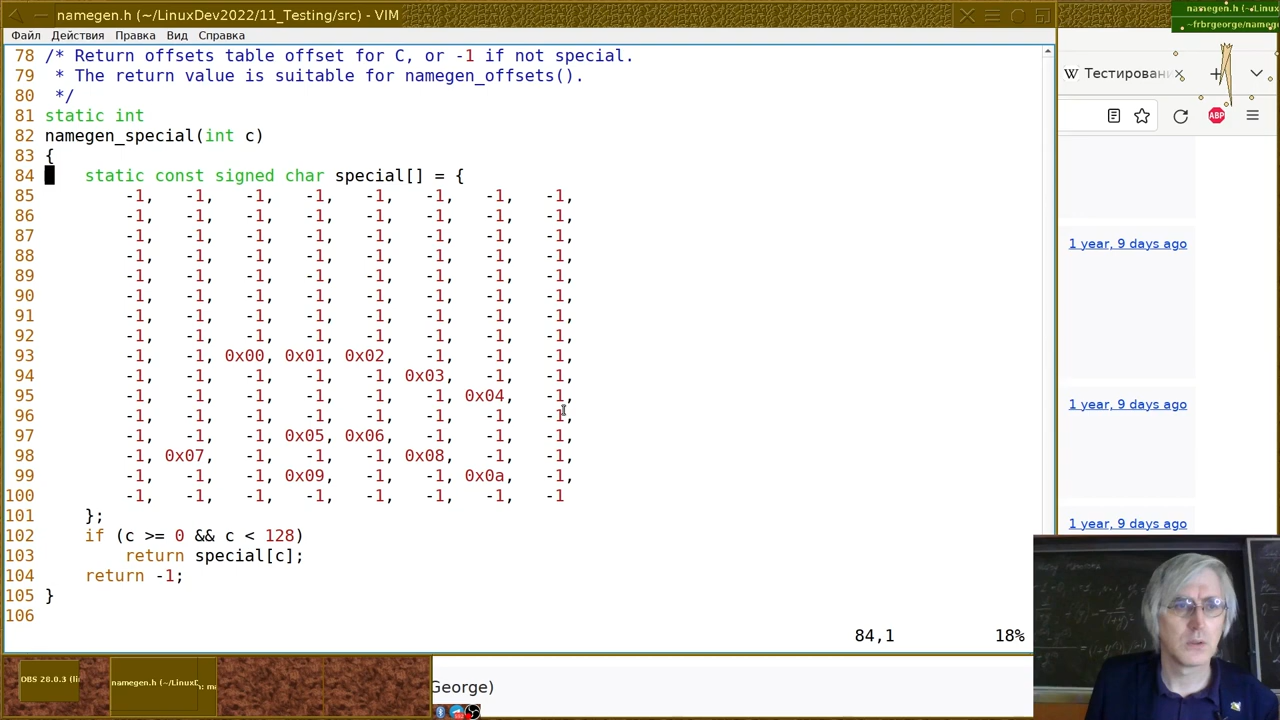 namegen.h (~/LinuxDev2022/11_Testing/src) - VIM
Файл Действия Правка Вид Справка
78 /* Return offsets table offset for C, or -1 if not special.
79  * The return value is suitable for namegen_offsets().
80  */
81 static int
82 namegen_special(int c)
83 {
84     static const signed char special[] = {
85         -1,   -1,   -1,   -1,   -1,   -1,   -1,   -1,
86         -1,   -1,   -1,   -1,   -1,   -1,   -1,   -1,
87         -1,   -1,   -1,   -1,   -1,   -1,   -1,   -1,
88         -1,   -1,   -1,   -1,   -1,   -1,   -1,   -1,
89         -1,   -1,   -1,   -1,   -1,   -1,   -1,   -1,
90         -1,   -1,   -1,   -1,   -1,   -1,   -1,   -1,
91         -1,   -1,   -1,   -1,   -1,   -1,   -1,   -1,
92         -1,   -1,   -1,   -1,   -1,   -1,   -1,   -1,
93         -1,   -1, 0x00, 0x01, 0x02,   -1,   -1,   -1,
94         -1,   -1,   -1,   -1,   -1, 0x03,   -1,   -1,
95         -1,   -1,   -1,   -1,   -1,   -1, 0x04,   -1,
96         -1,   -1,   -1,   -1,   -1,   -1,   -1,   -1,
97         -1,   -1,   -1, 0x05, 0x06,   -1,   -1,   -1,
98         -1, 0x07,   -1,   -1,   -1, 0x08,   -1,   -1,
99         -1,   -1,   -1, 0x09,   -1,   -1, 0x0a,   -1,
100         -1,   -1,   -1,   -1,   -1,   -1,   -1,   -1
101     };
102     if (c >= 0 && c < 128)
103         return special[c];
104     return -1;
105 }
106
84,1 18%
namegen.h (~/Linux
~frbrgeorge/nameg
W Тестировани
ABP
1 year, 9 days ago
1 year, 9 days ago
1 year, 9 days ago
OBS 28.0.3 (li
namegen.h (~/Linux
George)